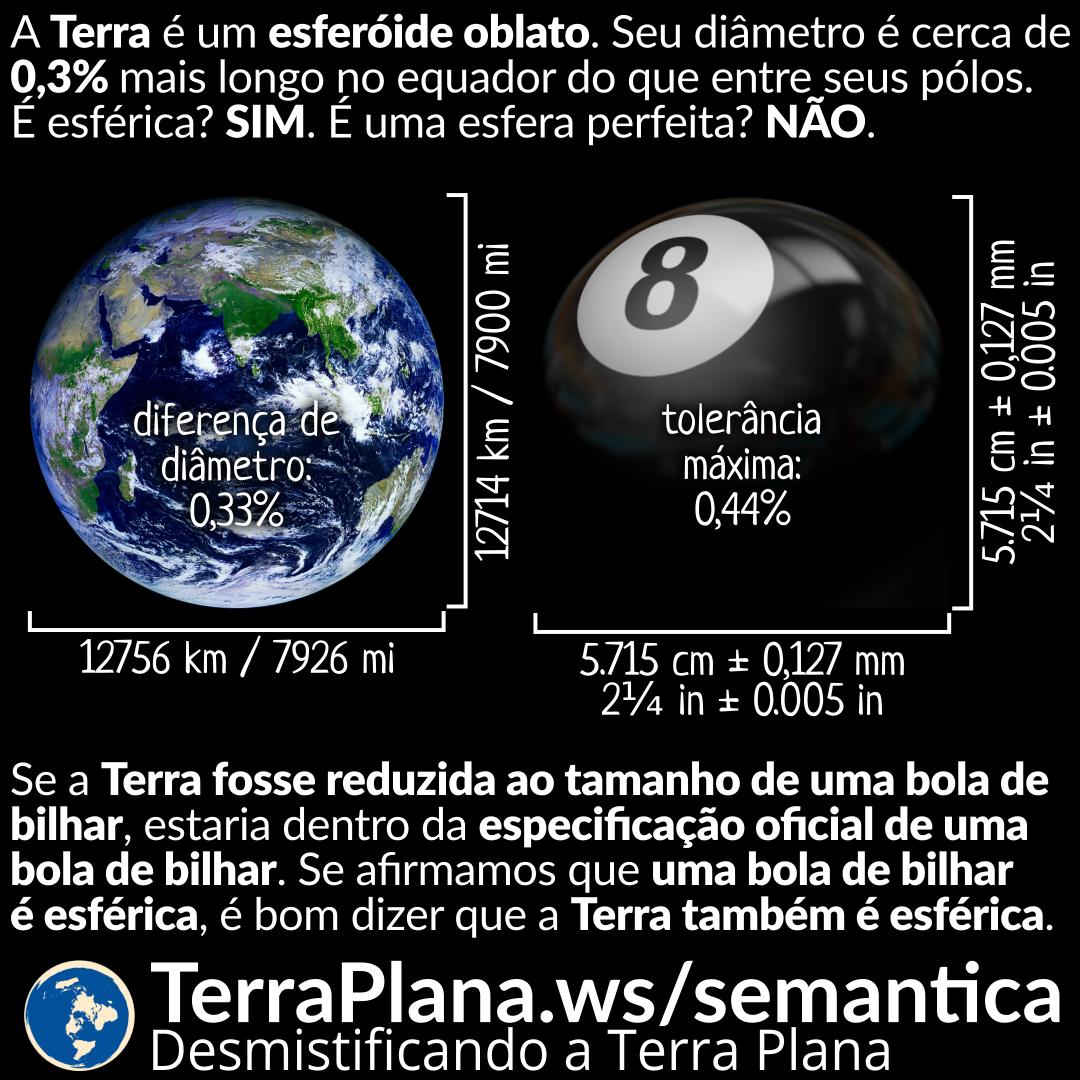 A Terra é um esferóide oblato. Seu diâmetro é cerca de
0,3% mais longo no equador do que entre seus pólos.
É esférica? SIM. É uma esfera perfeita? NÃO.
diferença de
diâmetro:
0,33%
12714 km / 7900 mi
12756 km / 7926 mi
8
tolerância
máxima:
0,44%
5.715 cm ± 0,127 mm
2¼ in ± 0.005 in
5.715 cm ± 0,127 mm
2¼ in ± 0.005 in
Se a Terra fosse reduzida ao tamanho de uma bola de
bilhar, estaria dentro da especificação oficial de uma
bola de bilhar. Se afirmamos que uma bola de bilhar
é esférica, é bom dizer que a Terra também é esférica.
TerraPlana.ws/semantica
Desmistificando a Terra Plana